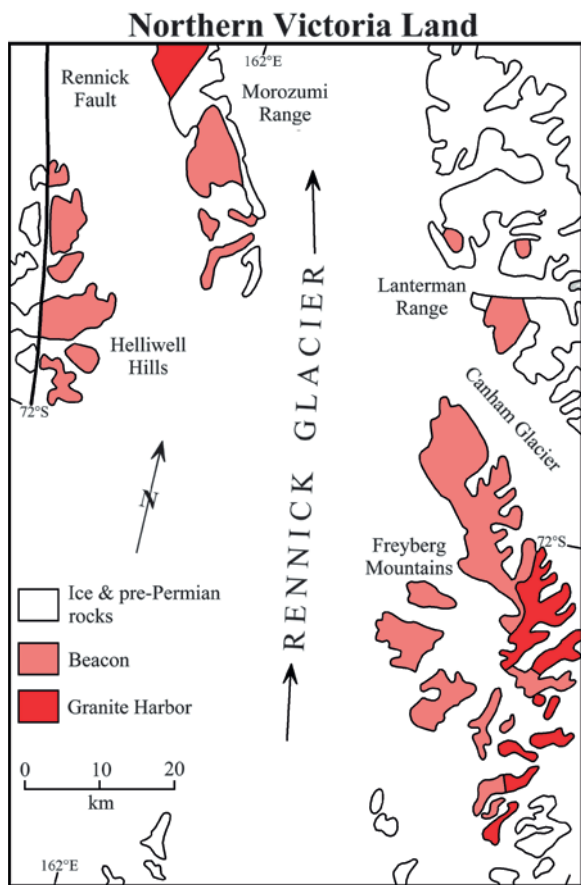 Northern Victoria Land
Rennick
Fault
162°E
Morozumi
Range
Lanterman
Range
Helliwell
Hills
72°S
Canham Glacier
RENNICK GLACIER
N
72°S
Freyberg
Mountains
Ice & pre-Permian
rocks
Beacon
Granite Harbor
0 10 20
km
162°E